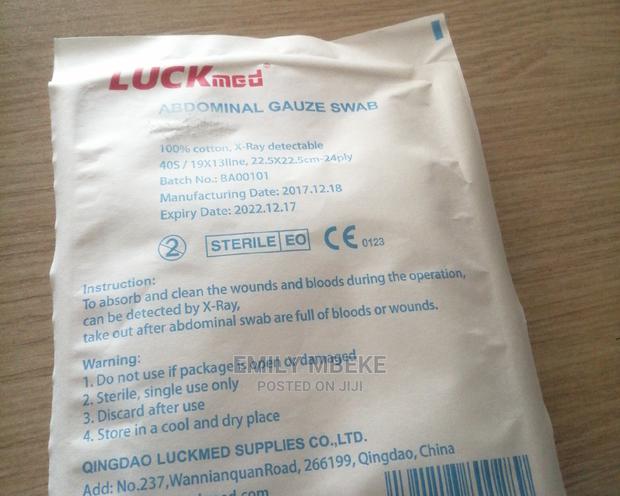 LUCKmed®
ABDOMINAL GAUZE SWAB
100% cotton, X-Ray detectable
40S / 19X13line, 22.5X22.5cm-24ply
Batch No.: BA00101
Manufacturing Date: 2017.12.18
Expiry Date: 2022.12.17
2 STERILE EO CE 0123
Instruction:
To absorb and clean the wounds and bloods during the operation,
can be detected by X-Ray,
take out after abdominal swab are full of bloods or wounds.
Warning:
1. Do not use if package is open or damaged
EMILY MBEKE
2. Sterile, single use only
POSTED ON JIJI
3. Discard after use
4. Store in a cool and dry place
QINGDAO LUCKMED SUPPLIES CO.,LTD.
Add: No.237,WannianquanRoad, 266199, Qingdao, China